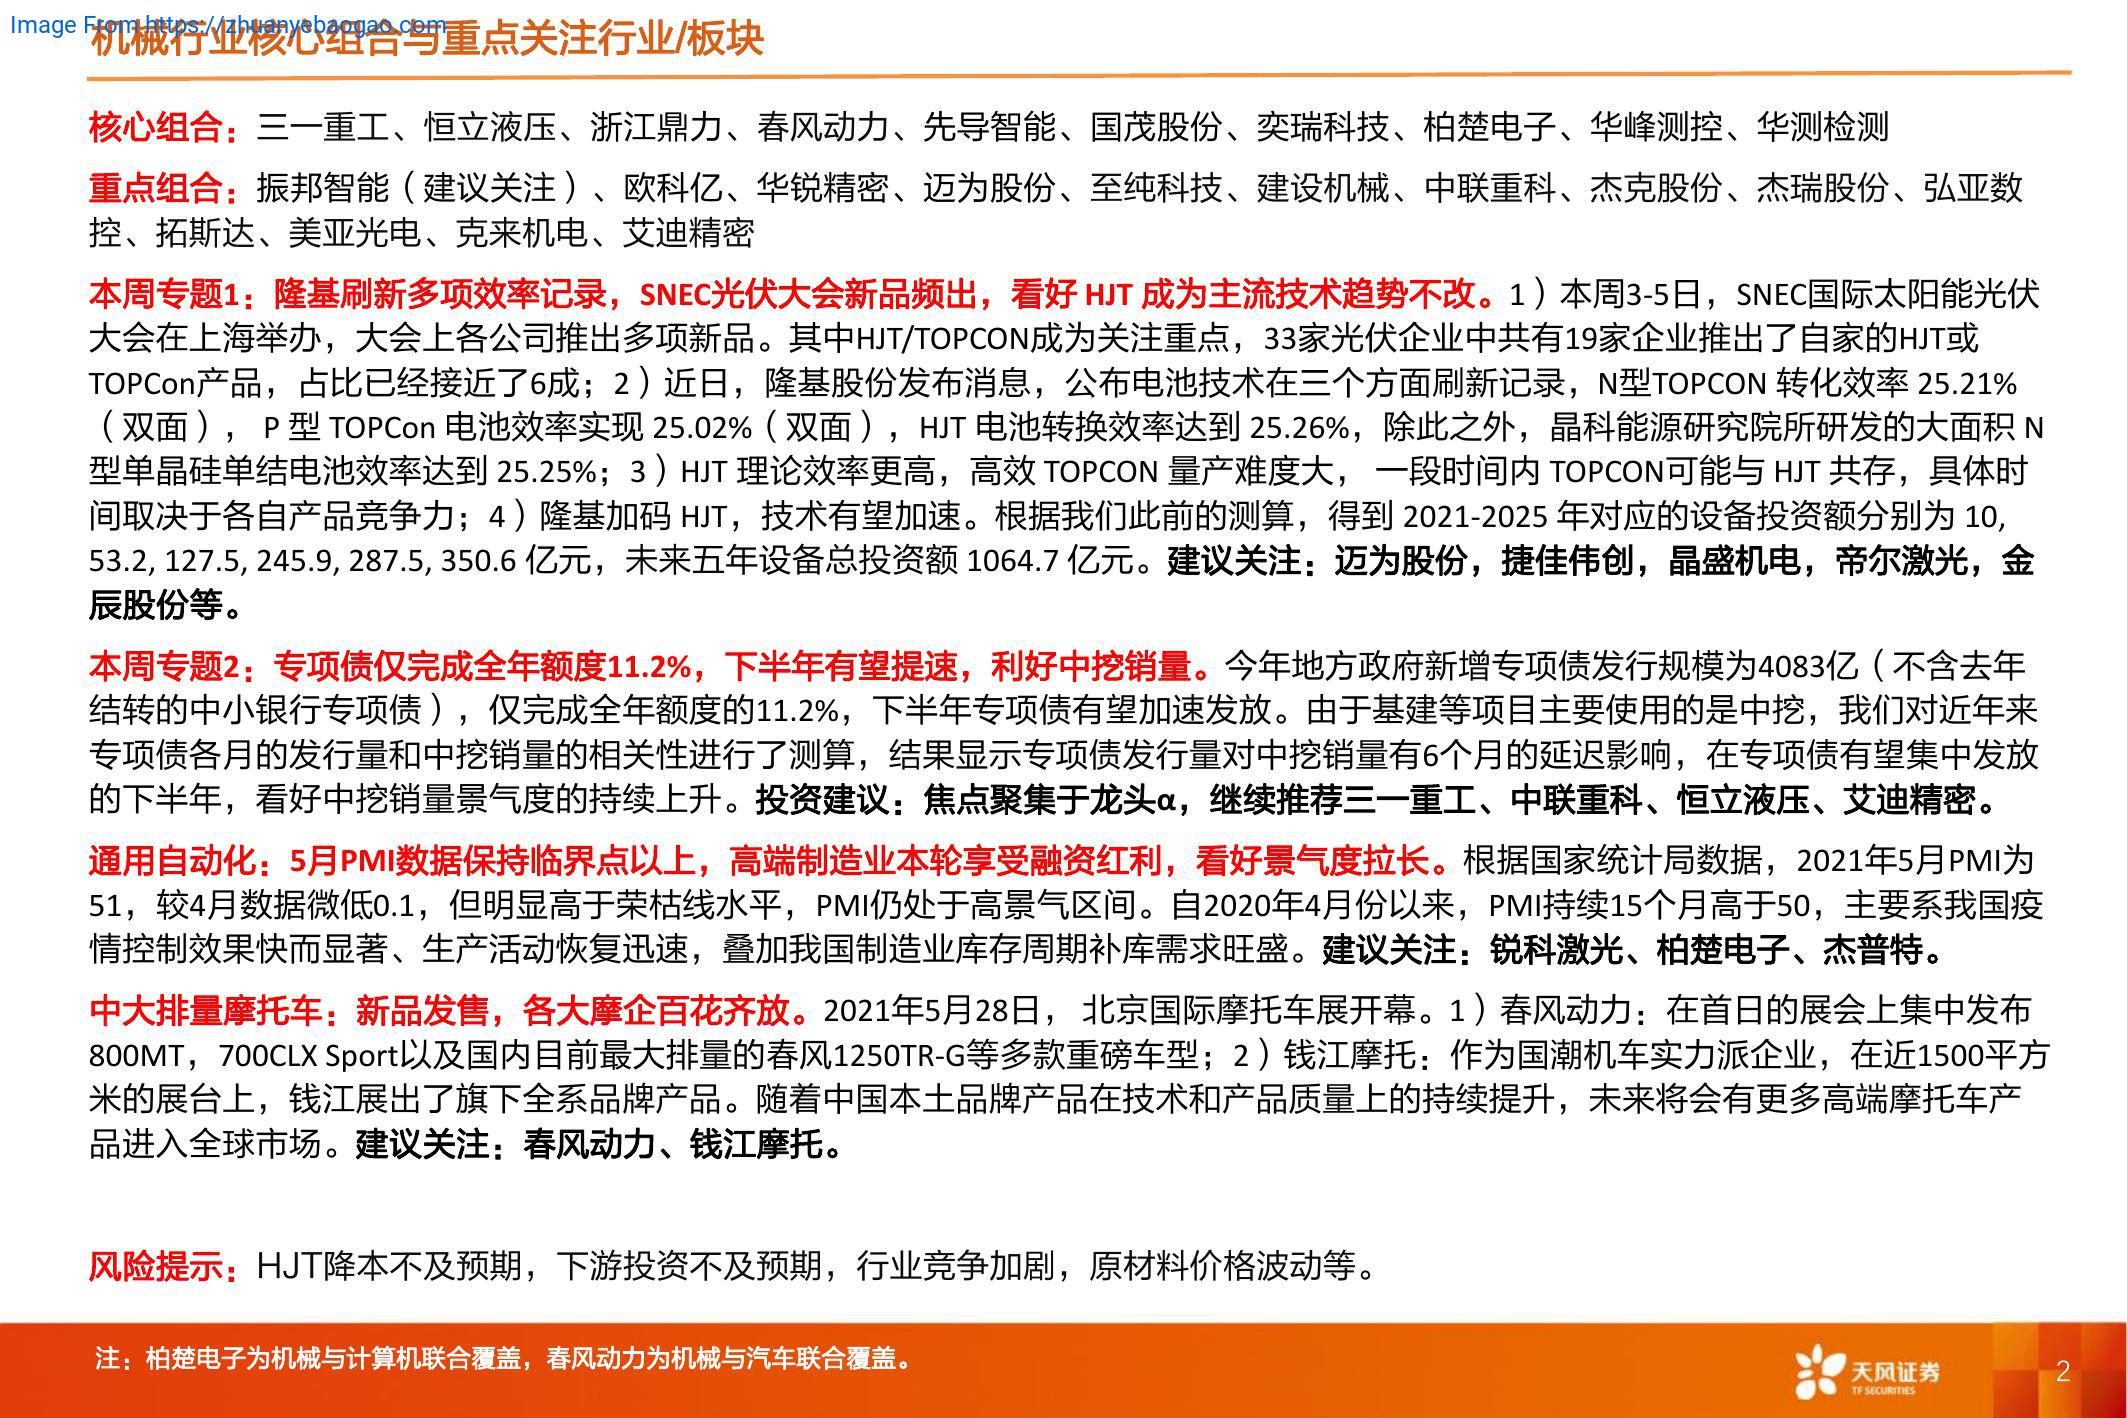 Image From https://zhuanyebaogao.com
机械行业核心组合与重点关注行业/板块
核心组合：三一重工、恒立液压、浙江鼎力、春风动力、先导智能、国茂股份、奕瑞科技、柏楚电子、华峰测控、华测检测
重点组合：振邦智能（建议关注）、欧科亿、华锐精密、迈为股份、至纯科技、建设机械、中联重科、杰克股份、杰瑞股份、弘亚数
控、拓斯达、美亚光电、克来机电、艾迪精密
本周专题1：隆基刷新多项效率记录，SNEC光伏大会新品频出，看好 HJT 成为主流技术趋势不改。1）本周3-5日，SNEC国际太阳能光伏
大会在上海举办，大会上各公司推出多项新品。其中HJT/TOPCON成为关注重点，33家光伏企业中共有19家企业推出了自家的HJT或
TOPCon产品，占比已经接近了6成；2）近日，隆基股份发布消息，公布电池技术在三个方面刷新记录，N型TOPCON 转化效率 25.21%
（双面）， P 型 TOPCon 电池效率实现 25.02%（双面），HJT 电池转换效率达到 25.26%，除此之外，晶科能源研究院所研发的大面积 N
型单晶硅单结电池效率达到 25.25%；3）HJT 理论效率更高，高效 TOPCON 量产难度大， 一段时间内 TOPCON可能与 HJT 共存，具体时
间取决于各自产品竞争力；4）隆基加码 HJT，技术有望加速。根据我们此前的测算，得到 2021-2025 年对应的设备投资额分别为 10,
53.2, 127.5, 245.9, 287.5, 350.6 亿元，未来五年设备总投资额 1064.7 亿元。建议关注：迈为股份，捷佳伟创，晶盛机电，帝尔激光，金
辰股份等。
本周专题2：专项债仅完成全年额度11.2%，下半年有望提速，利好中挖销量。今年地方政府新增专项债发行规模为4083亿（不含去年
结转的中小银行专项债），仅完成全年额度的11.2%，下半年专项债有望加速发放。由于基建等项目主要使用的是中挖，我们对近年来
专项债各月的发行量和中挖销量的相关性进行了测算，结果显示专项债发行量对中挖销量有6个月的延迟影响，在专项债有望集中发放
的下半年，看好中挖销量景气度的持续上升。投资建议：焦点聚集于龙头α，继续推荐三一重工、中联重科、恒立液压、艾迪精密。
通用自动化：5月PMI数据保持临界点以上，高端制造业本轮享受融资红利，看好景气度拉长。根据国家统计局数据，2021年5月PMI为
51，较4月数据微低0.1，但明显高于荣枯线水平，PMI仍处于高景气区间。自2020年4月份以来，PMI持续15个月高于50，主要系我国疫
情控制效果快而显著、生产活动恢复迅速，叠加我国制造业库存周期补库需求旺盛。建议关注：锐科激光、柏楚电子、杰普特。
中大排量摩托车：新品发售，各大摩企百花齐放。2021年5月28日， 北京国际摩托车展开幕。1）春风动力：在首日的展会上集中发布
800MT，700CLX Sport以及国内目前最大排量的春风1250TR-G等多款重磅车型；2）钱江摩托：作为国潮机车实力派企业，在近1500平方
米的展台上，钱江展出了旗下全系品牌产品。随着中国本土品牌产品在技术和产品质量上的持续提升，未来将会有更多高端摩托车产
品进入全球市场。建议关注：春风动力、钱江摩托。
风险提示：HJT降本不及预期，下游投资不及预期，行业竞争加剧，原材料价格波动等。
注：柏楚电子为机械与计算机联合覆盖，春风动力为机械与汽车联合覆盖。
天风证券
TF SECURITIES
2